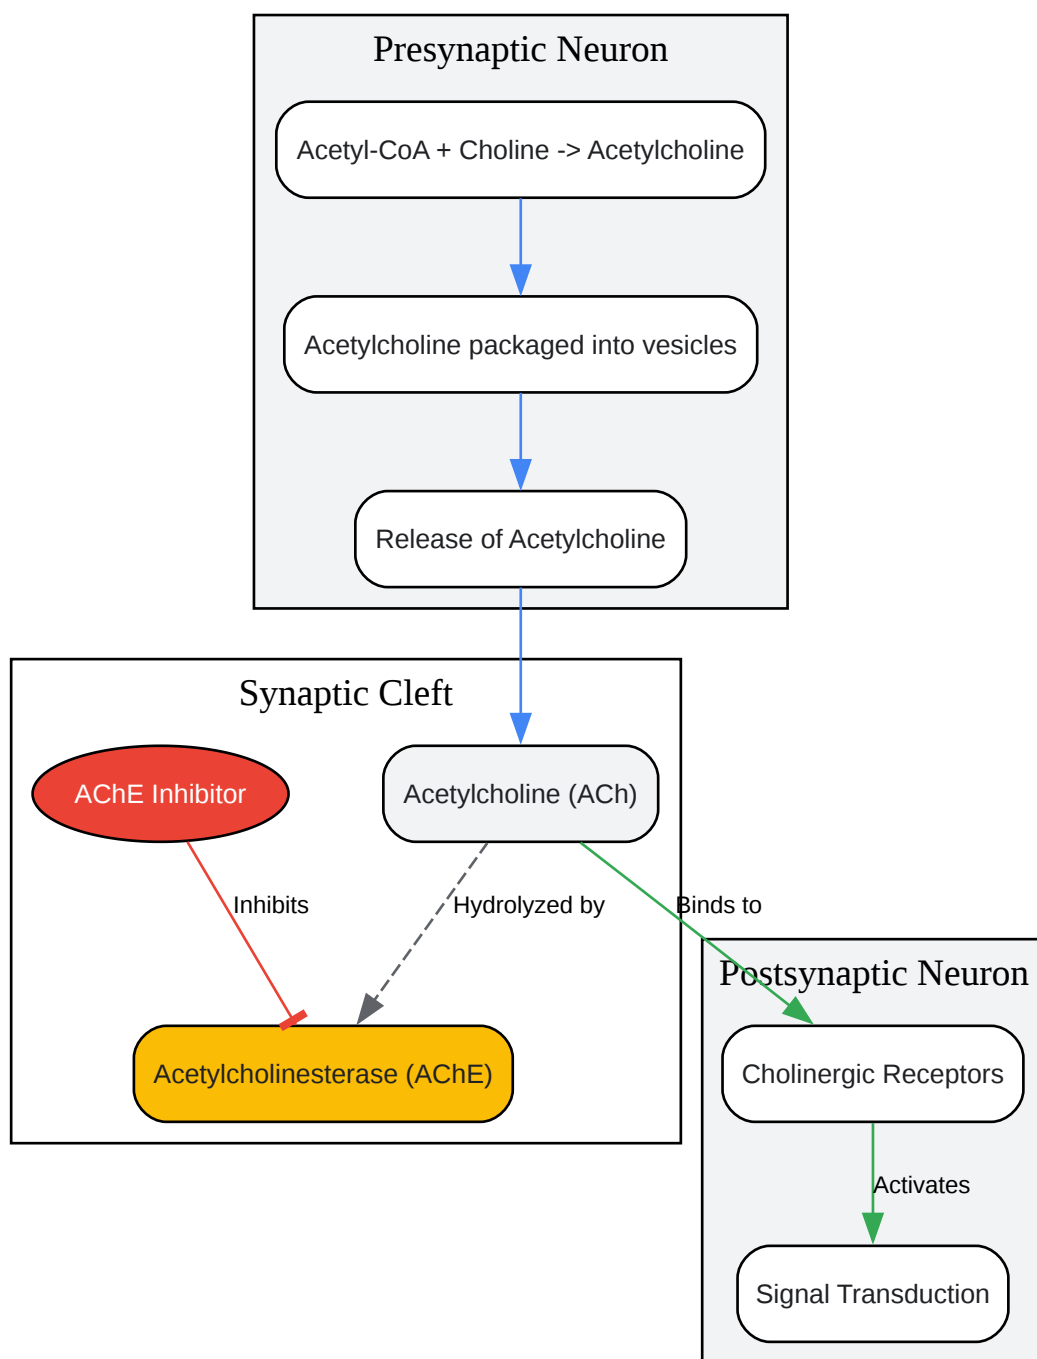 Presynaptic Neuron
Acetyl-CoA + Choline -> Acetylcholine
Acetylcholine packaged into vesicles
Release of Acetylcholine
Synaptic Cleft
AChE Inhibitor
Acetylcholine (ACh)
Inhibits
Hydrolyzed by
Binds to
Postsynaptic Neuron
Acetylcholinesterase (AChE)
Cholinergic Receptors
Activates
Signal Transduction